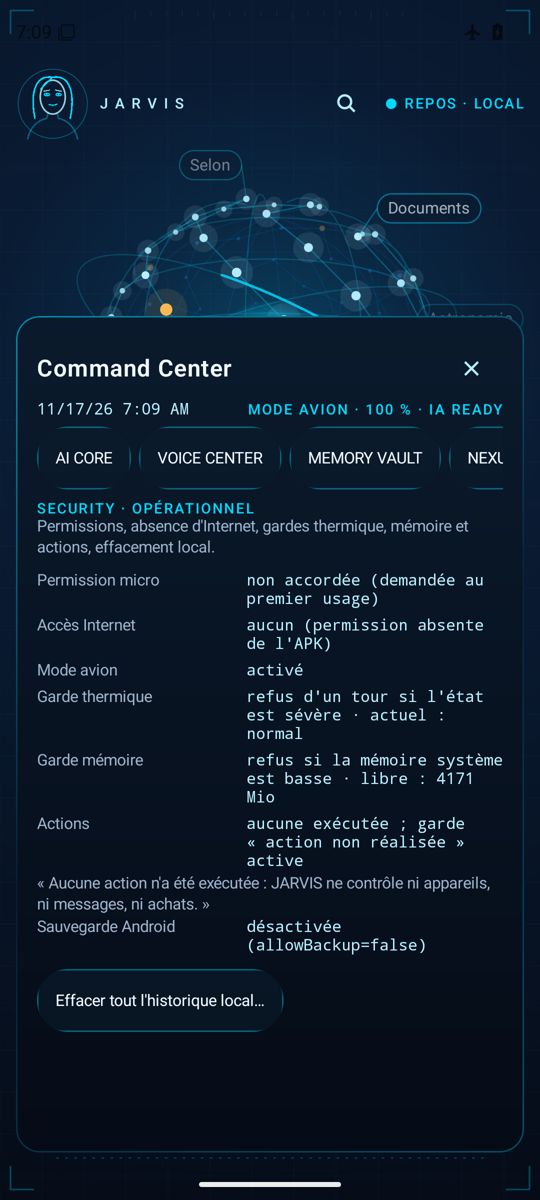 7:09
JARVIS
REPOS · LOCAL
Selon
Documents
Astronomie
Command Center
11/17/26 7:09 AM
MODE AVION · 100 % · IA READY
AI CORE
VOICE CENTER
MEMORY VAULT
NEXU
SECURITY · OPÉRATIONNEL
Permissions, absence d'Internet, gardes thermique, mémoire et
actions, effacement local.
Permission micro
non accordée (demandée au
premier usage)
Accès Internet
aucun (permission absente
de l'APK)
Mode avion
activé
Garde thermique
refus d'un tour si l'état
est sévère · actuel :
normal
Garde mémoire
refus si la mémoire système
est basse · libre : 4171
Mio
Actions
aucune exécutée ; garde
« action non réalisée »
active
« Aucune action n'a été exécutée : JARVIS ne contrôle ni appareils,
ni messages, ni achats. »
Sauvegarde Android
désactivée
(allowBackup=false)
Effacer tout l'historique local…